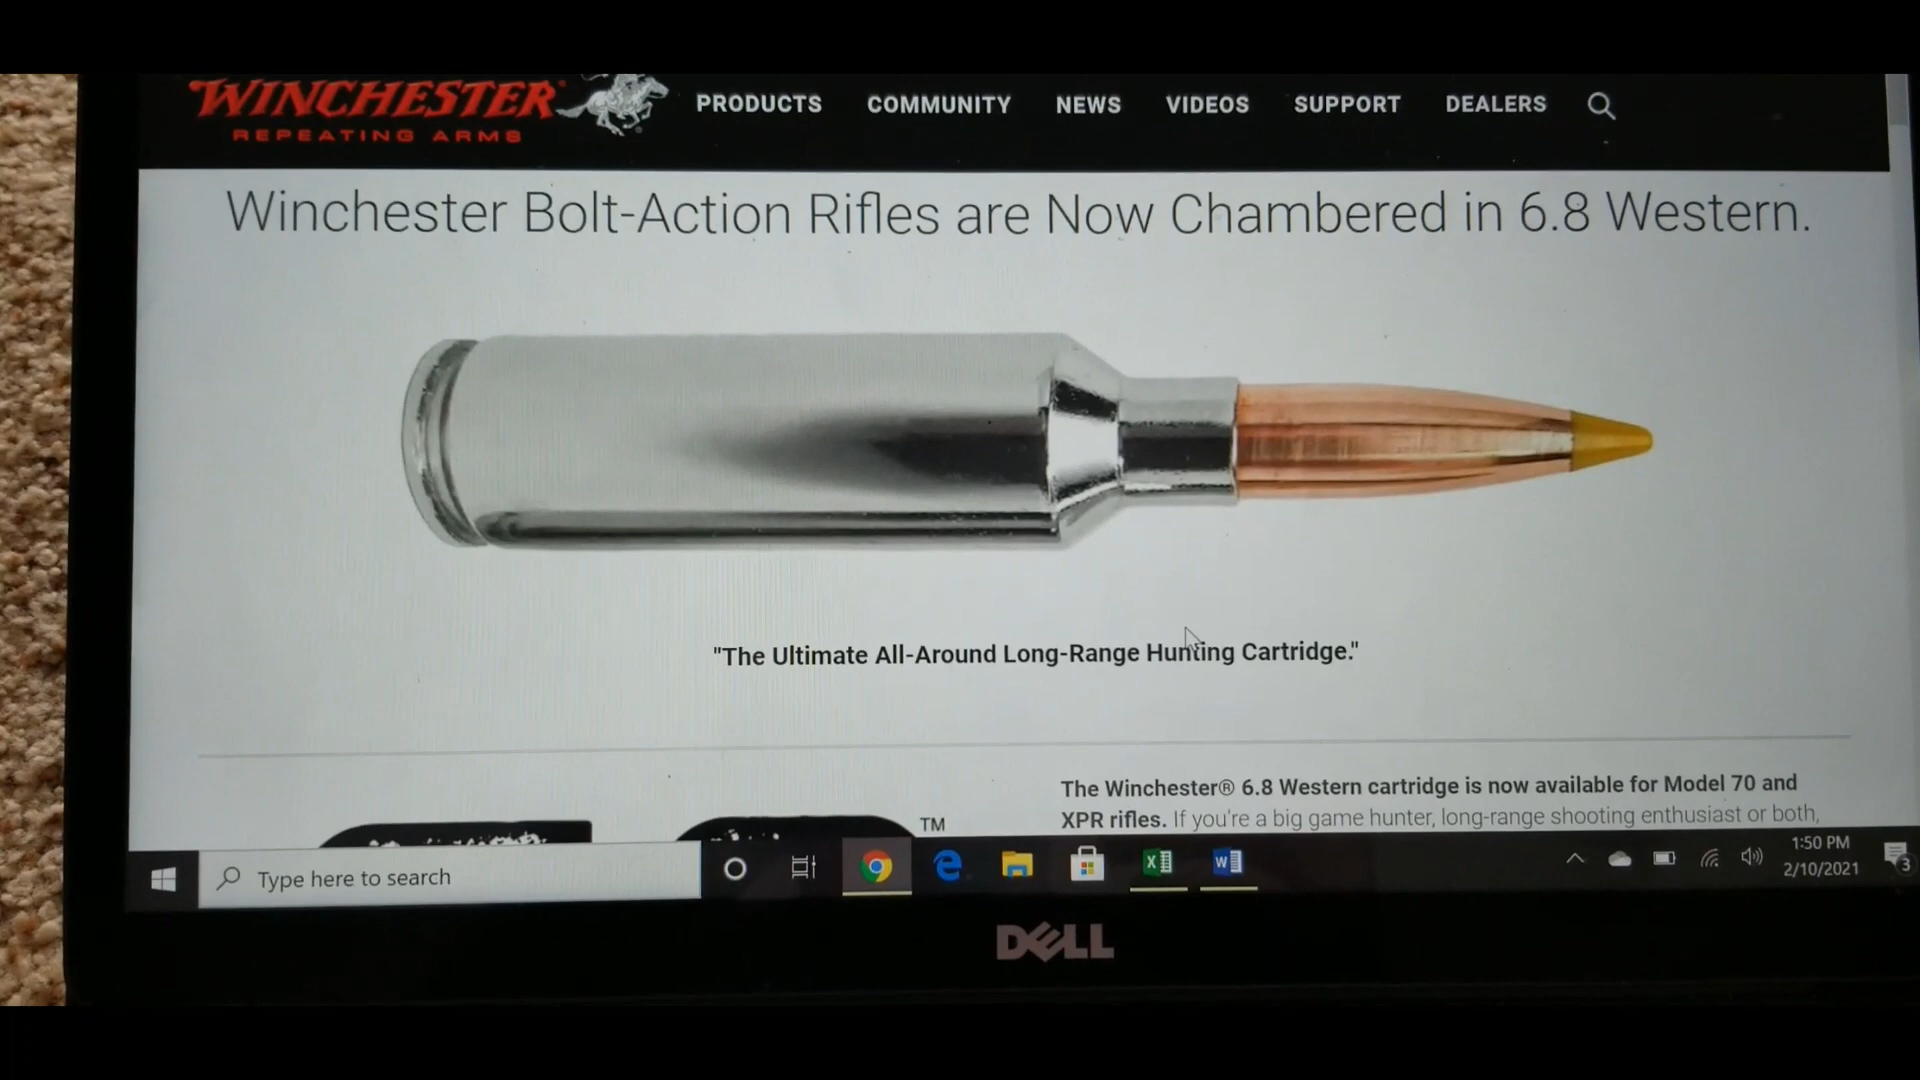 WINCHESTER
REPEATING ARMS
PRODUCTS COMMUNITY NEWS VIDEOS SUPPORT DEALERS
Winchester Bolt-Action Rifles are Now Chambered in 6.8 Western.
"The Ultimate All-Around Long-Range Hunting Cartridge."
TM
The Winchester® 6.8 Western cartridge is now available for Model 70 and
XPR rifles. If you're a big game hunter, long-range shooting enthusiast or both,
Type here to search
1:50 PM
2/10/2021
3
DELL